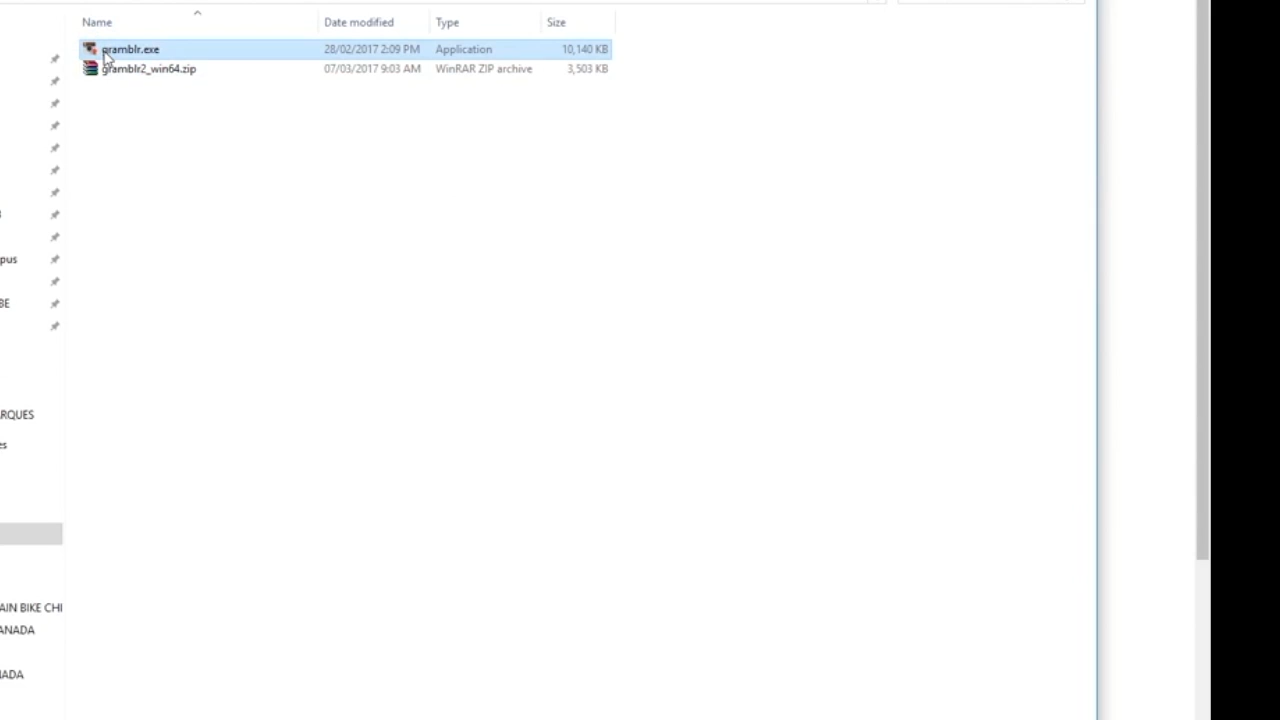 Name Date modified Type Size
gramblr.exe 28/02/2017 2:09 PM Application 10,140 KB
gramblr2_win64.zip 07/03/2017 9:03 AM WinRAR ZIP archive 3,503 KB
pus
BE
RQUES
es
AIN BIKE CHI
ANADA
ADA